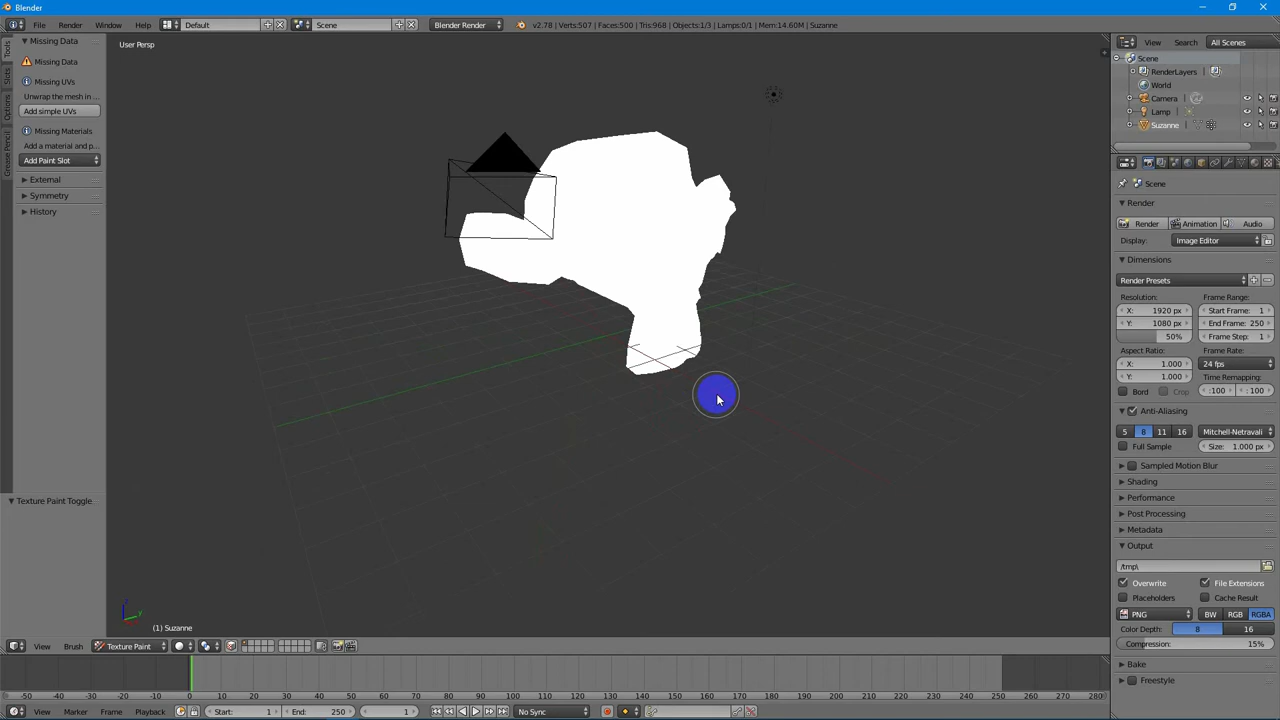 Blender
File Render Window Help Default Scene Blender Render v2.78 | Verts:507 | Faces:500 | Tris:968 | Objects:1/3 | Lamps:0/1 | Mem:14.60M | Suzanne
Tools
Slots
Options
Grease Pencil
Missing Data
Missing Data
Missing UVs
Unwrap the mesh in ...
Add simple UVs
Missing Materials
Add a material and p...
Add Paint Slot
External
Symmetry
History
Texture Paint Toggle
User Persp
(1) Suzanne
View Brush Texture Paint
View Search All Scenes
Scene
RenderLayers
World
Camera
Lamp
Suzanne
Scene
Render
Render Animation Audio
Display: Image Editor
Dimensions
Render Presets
Resolution: Frame Range:
X: 1920 px Start Frame: 1
Y: 1080 px End Frame: 250
50% Frame Step: 1
Aspect Ratio: Frame Rate:
X: 1.000 24 fps
Y: 1.000 Time Remapping:
Bord Crop :100 : 100
Anti-Aliasing
5 8 11 16 Mitchell-Netravali
Full Sample Size: 1.000 px
Sampled Motion Blur
Shading
Performance
Post Processing
Metadata
Output
/tmp\
Overwrite File Extensions
Placeholders Cache Result
PNG BW RGB RGBA
Color Depth: 8 16
Compression: 15%
Bake
Freestyle
-50 -40 -30 -20 -10 0 10 20 30 40 50 60 70 80 90 100 110 120 130 140 150 160 170 180 190 200 210 220 230 240 250 260 270 280
View Marker Frame Playback Start: 1 End: 250 1 No Sync